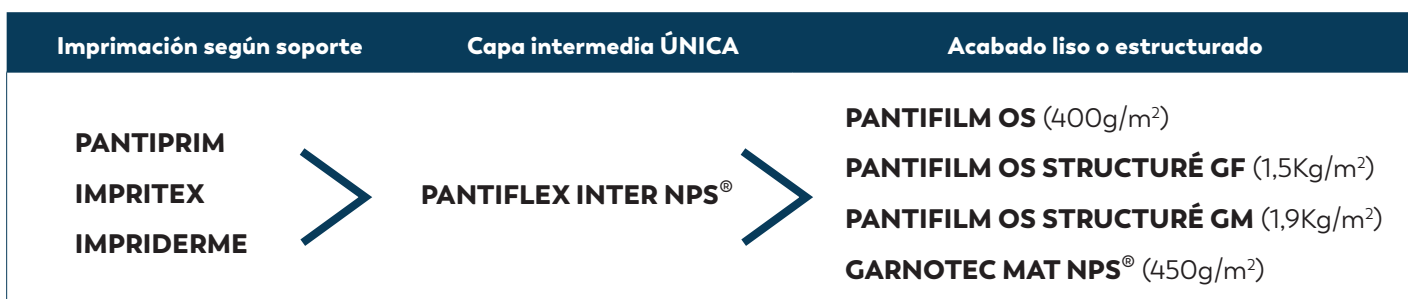 Imprimación según soporte
Capa intermedia ÚNICA
Acabado liso o estructurado
PANTIPRIM
IMPRITEX
IMPRIDERME
PANTIFLEX INTER NPS®
PANTIFILM OS (400g/m²)
PANTIFILM OS STRUCTURÉ GF (1,5Kg/m²)
PANTIFILM OS STRUCTURÉ GM (1,9Kg/m²)
GARNOTEC MAT NPS® (450g/m²)